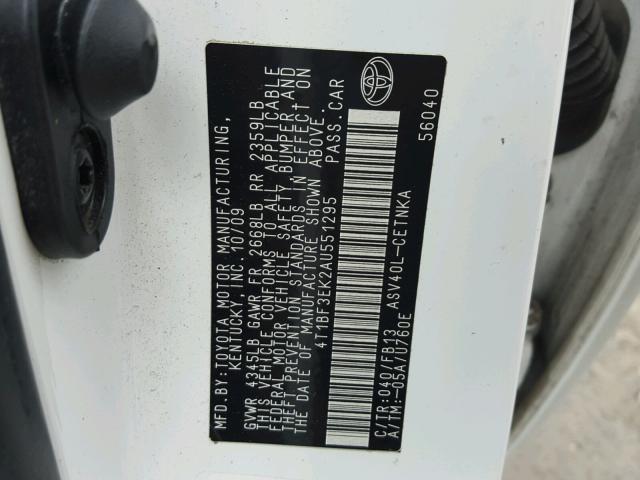 MFD.BY:TOYOTA MOTOR MANUFACTURING,
KENTUCKY, INC. 10/09
GVWR 4345LB GAWR FR 2668LB RR 2359LB
THIS VEHICLE CONFORMS TO ALL APPLICABLE
FEDERAL MOTOR VEHICLE SAFETY, BUMPER, AND
THEFT PREVENTION STANDARDS IN EFFECT ON
THE DATE OF MANUFACTURE SHOWN ABOVE.
4T1BF3EK2AU551295 PASS.CAR
C/TR:040/FB13 ASV40L-CETNKA
A/TM:-05A/U760E 56040